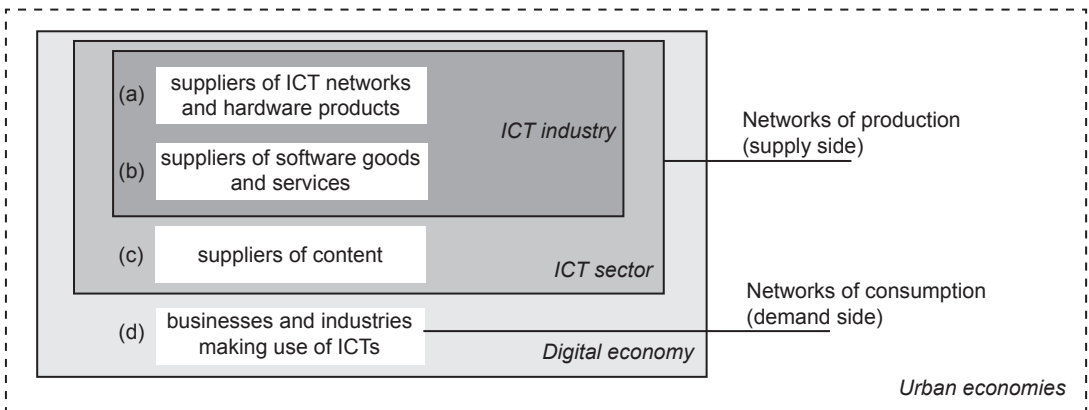 (a)
suppliers of ICT networks
and hardware products
ICT industry
(b)
suppliers of software goods
and services
(c)
suppliers of content
ICT sector
(d)
businesses and industries
making use of ICTs
Digital economy
Networks of production
(supply side)
Networks of consumption
(demand side)
Urban economies